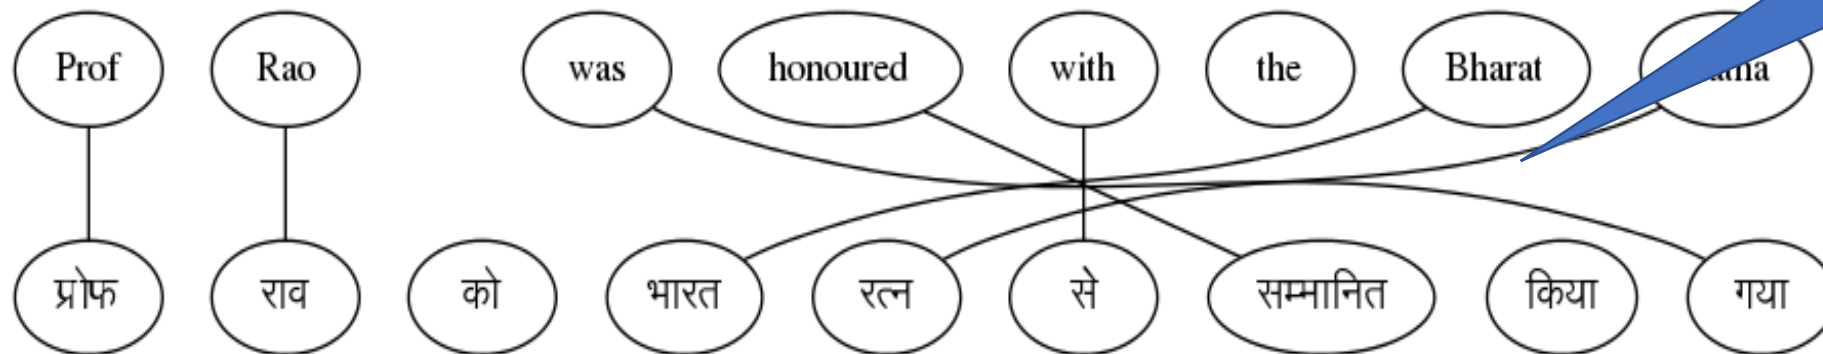 Prof Rao was honoured with the Bharat
प्रोफ राव को भारत रत्न से सम्मानित किया गया